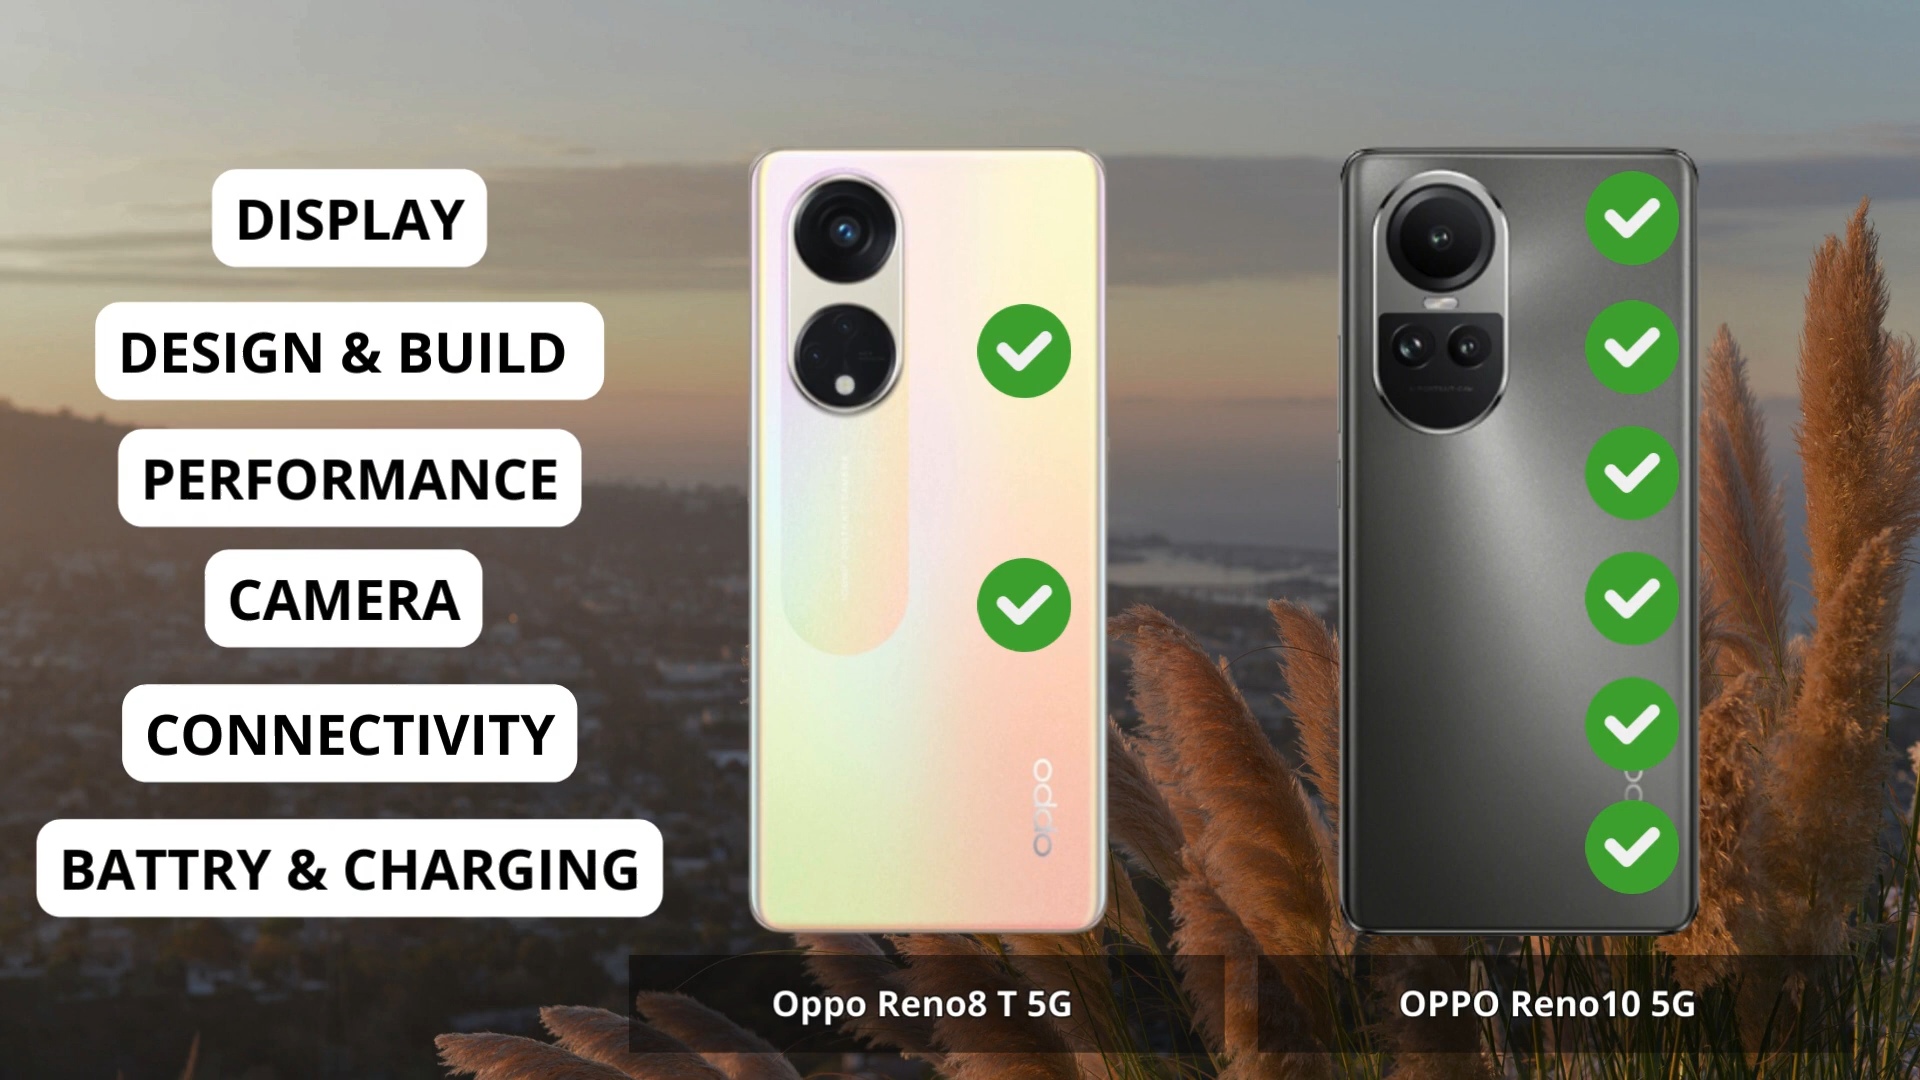 DISPLAY
DESIGN & BUILD
PERFORMANCE
CAMERA
CONNECTIVITY
BATTRY & CHARGING
oppo
Oppo Reno8 T 5G
OPPO Reno10 5G